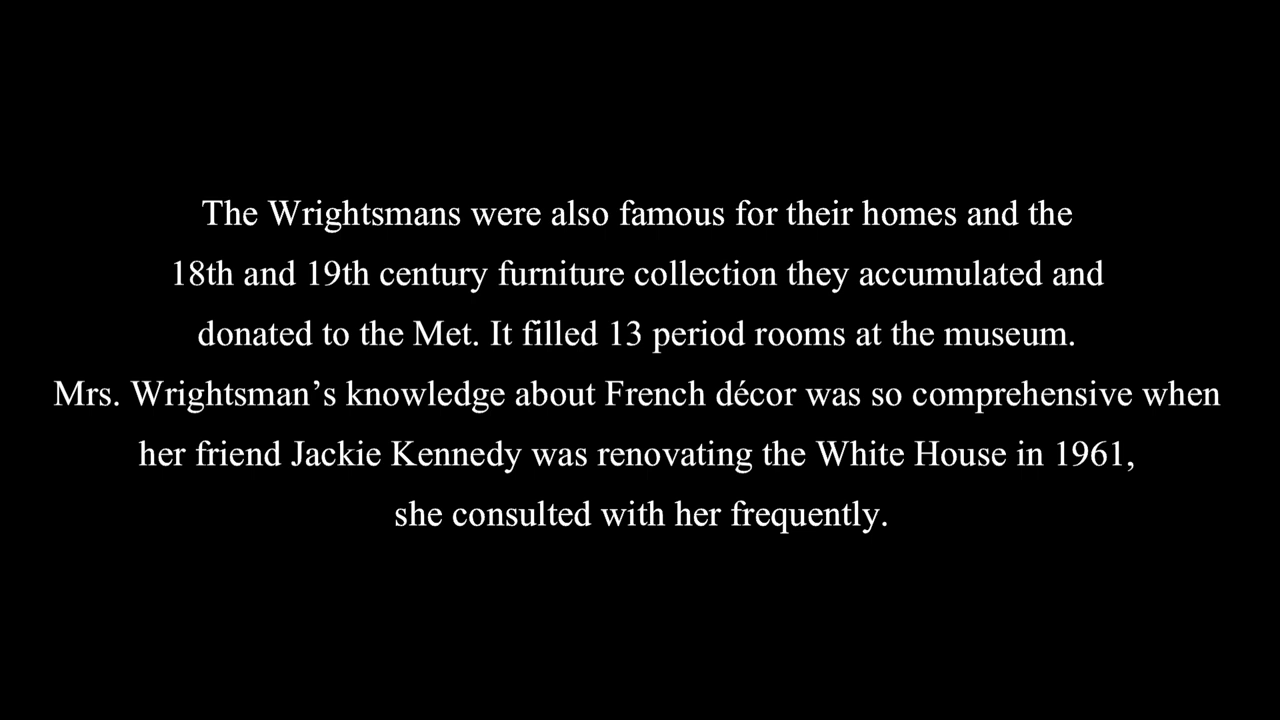 The Wrightsmans were also famous for their homes and the
18th and 19th century furniture collection they accumulated and
donated to the Met. It filled 13 period rooms at the museum.
Mrs. Wrightsman’s knowledge about French décor was so comprehensive when
her friend Jackie Kennedy was renovating the White House in 1961,
she consulted with her frequently.